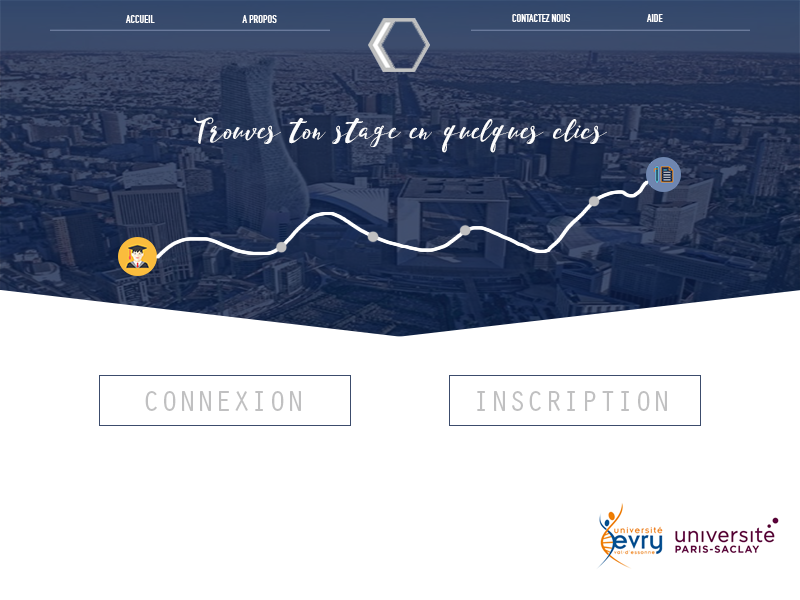 ACCUEIL
A PROPOS
CONTACTEZ NOUS
AIDE
Trouves ton stage en quelques clics
CONNEXION
INSCRIPTION
université
evry
val-d'essonne
université
PARIS-SACLAY